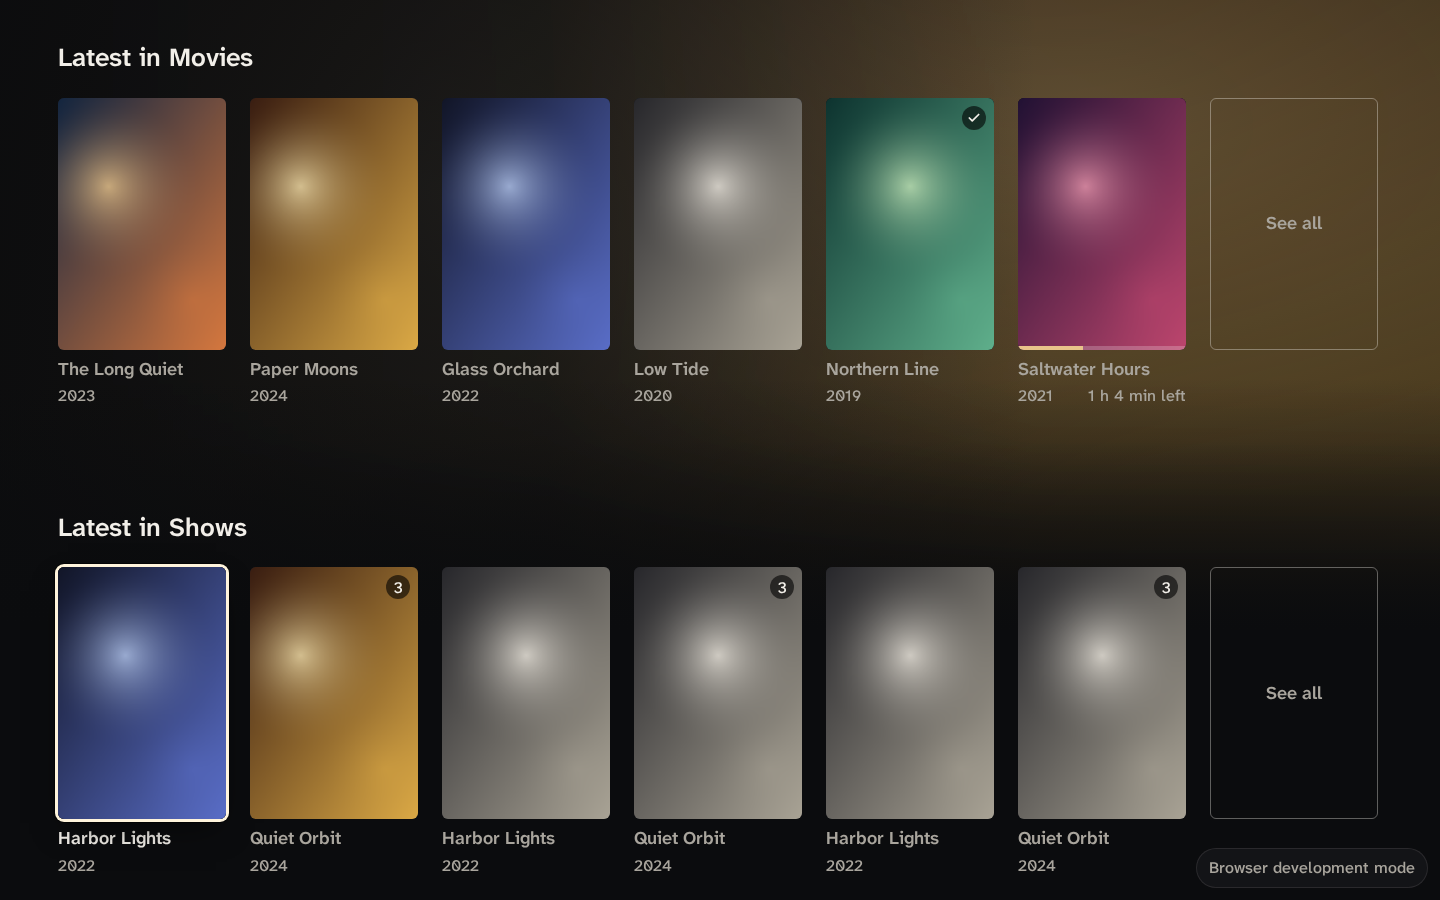 Latest in Movies
The Long Quiet
2023
Paper Moons
2024
Glass Orchard
2022
Low Tide
2020
Northern Line
2019
Saltwater Hours
2021 1 h 4 min left
See all
Latest in Shows
Harbor Lights
2022
3
Quiet Orbit
2024
Harbor Lights
2022
3
Quiet Orbit
2024
Harbor Lights
2022
3
Quiet Orbit
2024
See all
Browser development mode